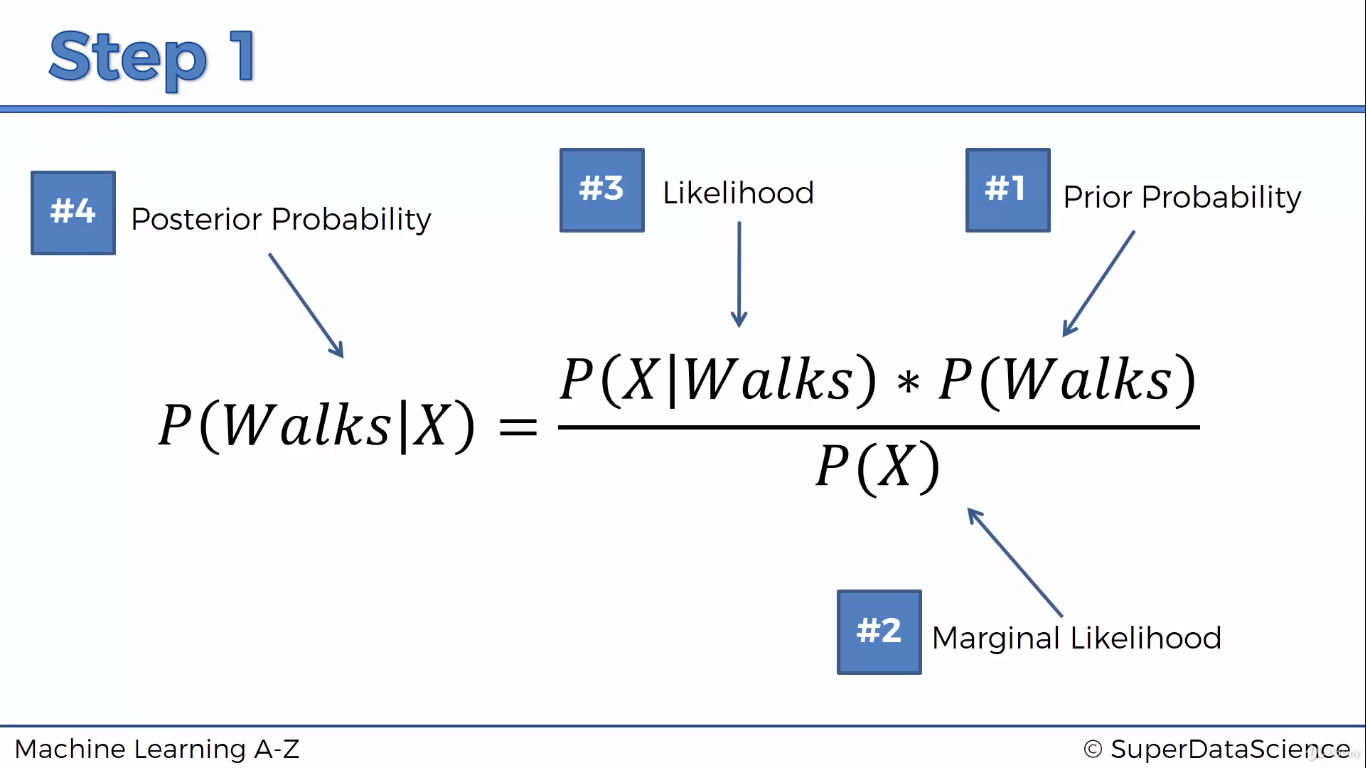 Step 1
#4 Posterior Probability
#3 Likelihood
#1 Prior Probability
P(Walks|X) = P(X|Walks) * P(Walks)
P(X)
#2 Marginal Likelihood
Machine Learning A-Z
© SuperDataScience